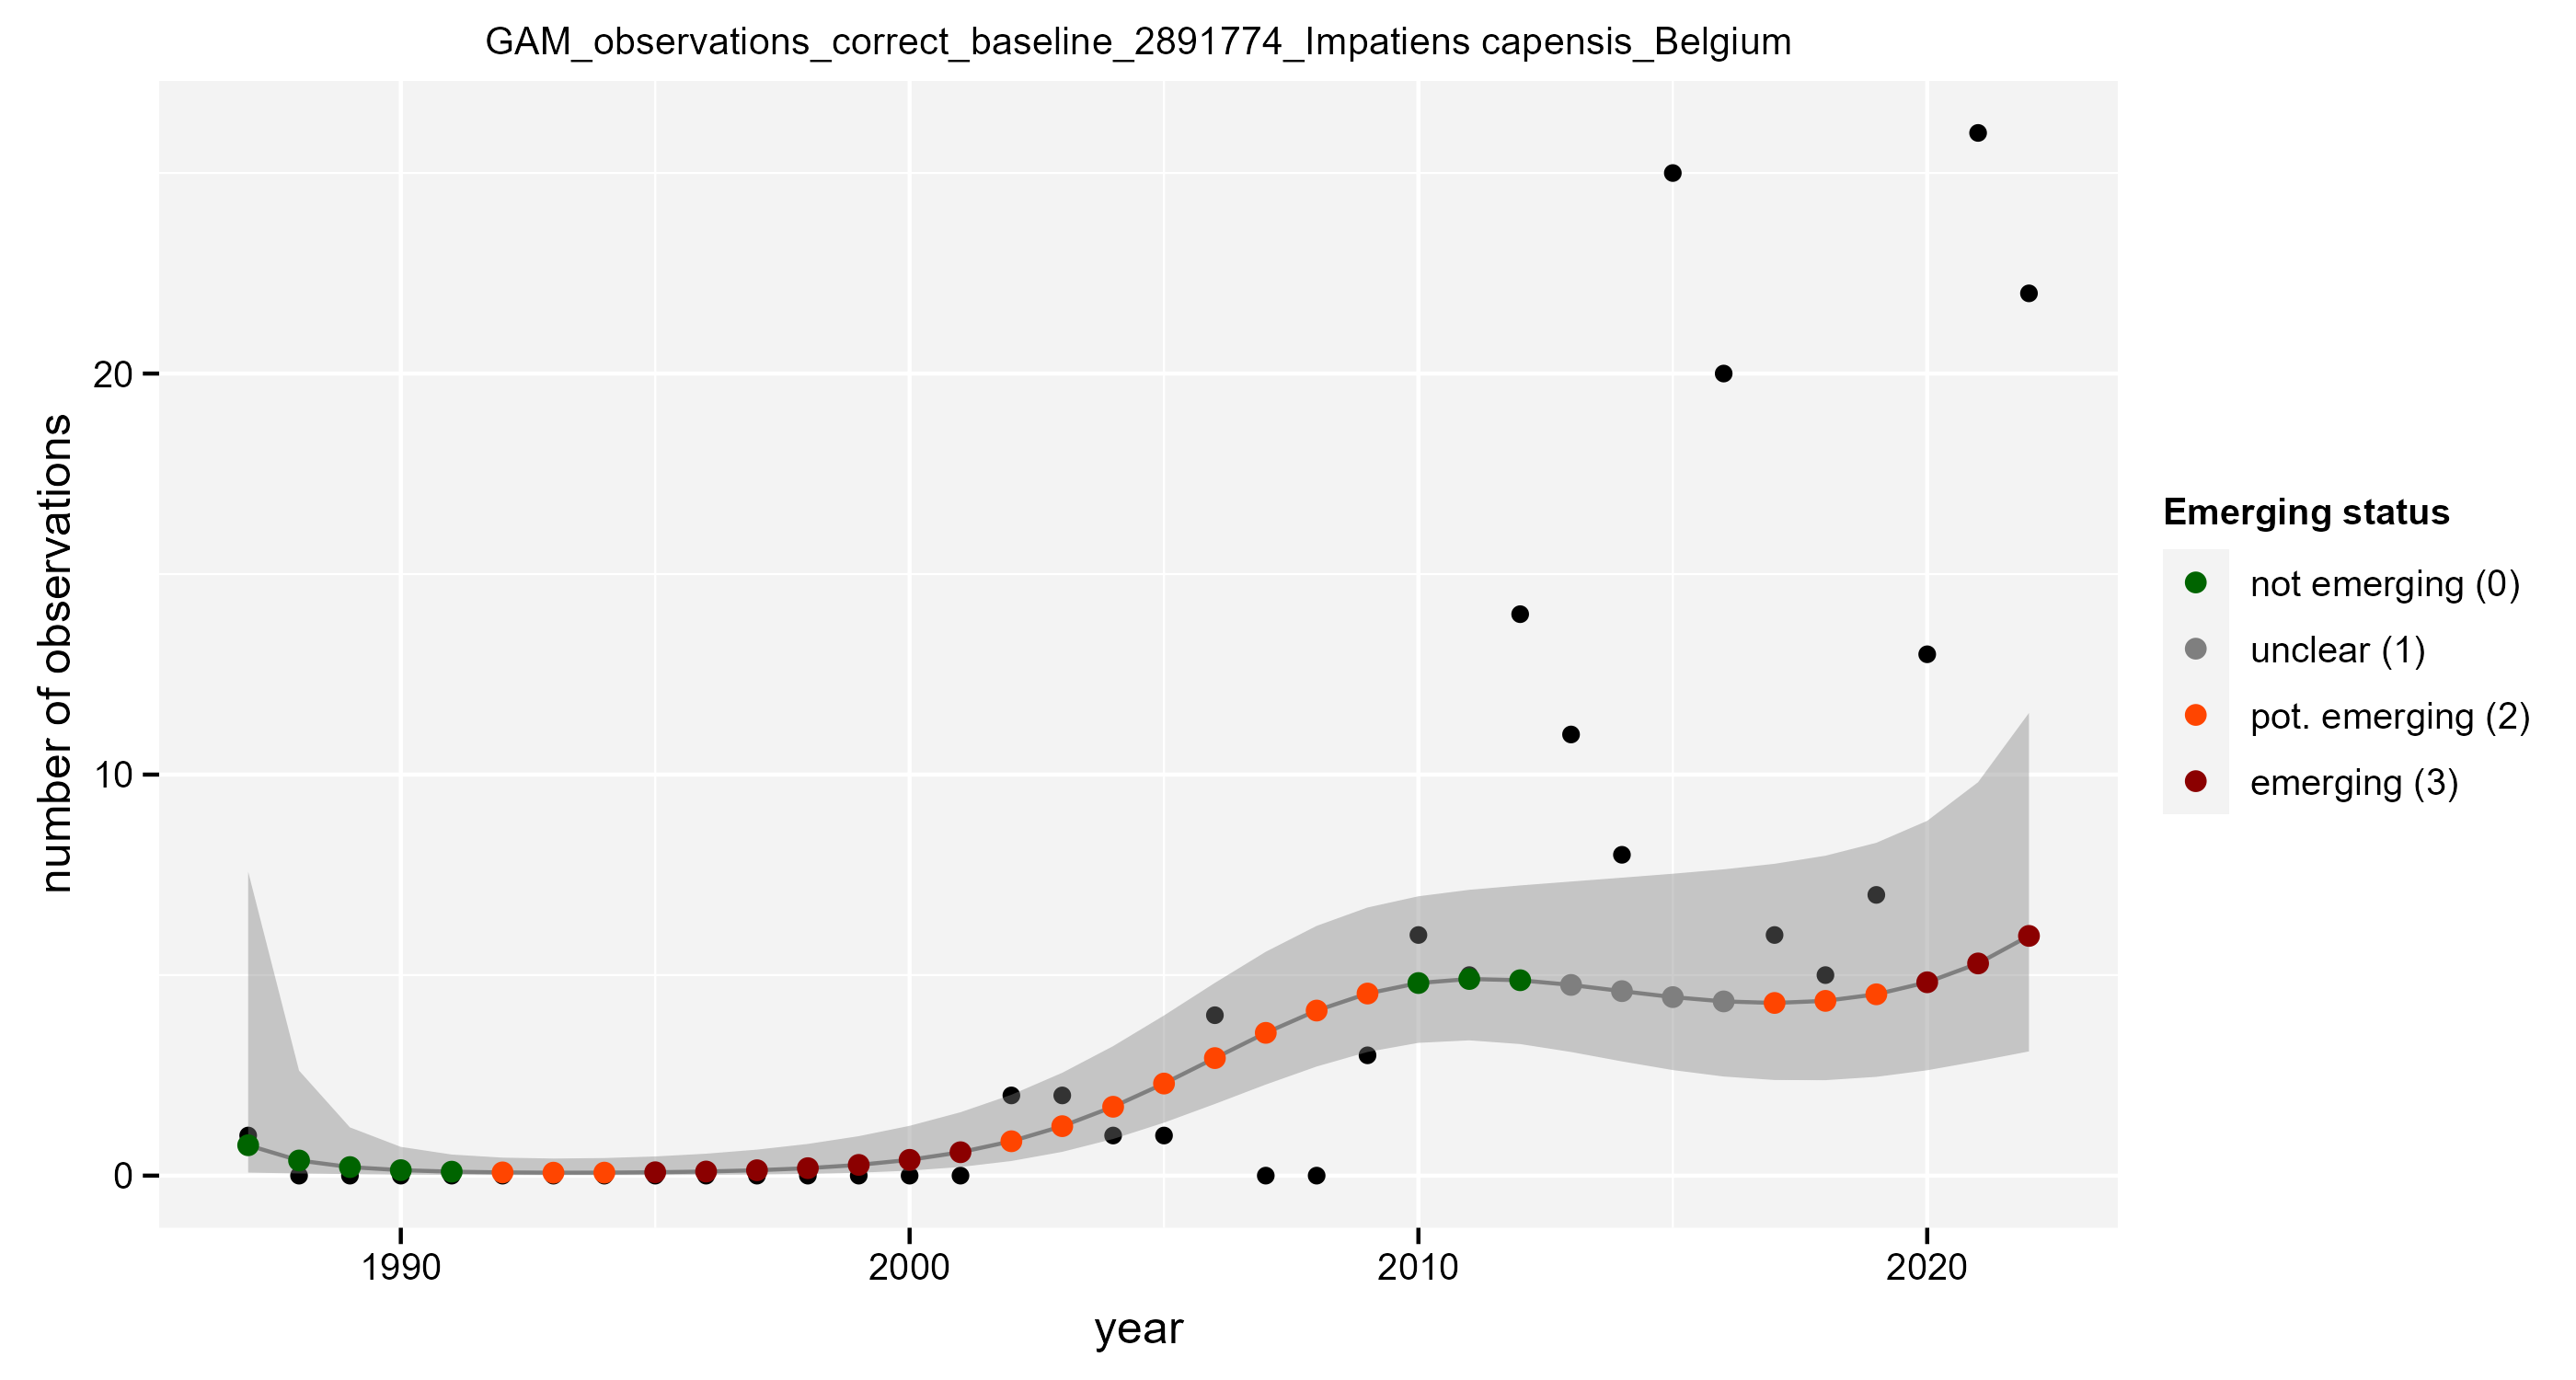 GAM_observations_correct_baseline_2891774_Impatiens capensis_Belgium
number of observations
20
10
0
1990
2000
2010
2020
year
Emerging status
not emerging (0)
unclear (1)
pot. emerging (2)
emerging (3)